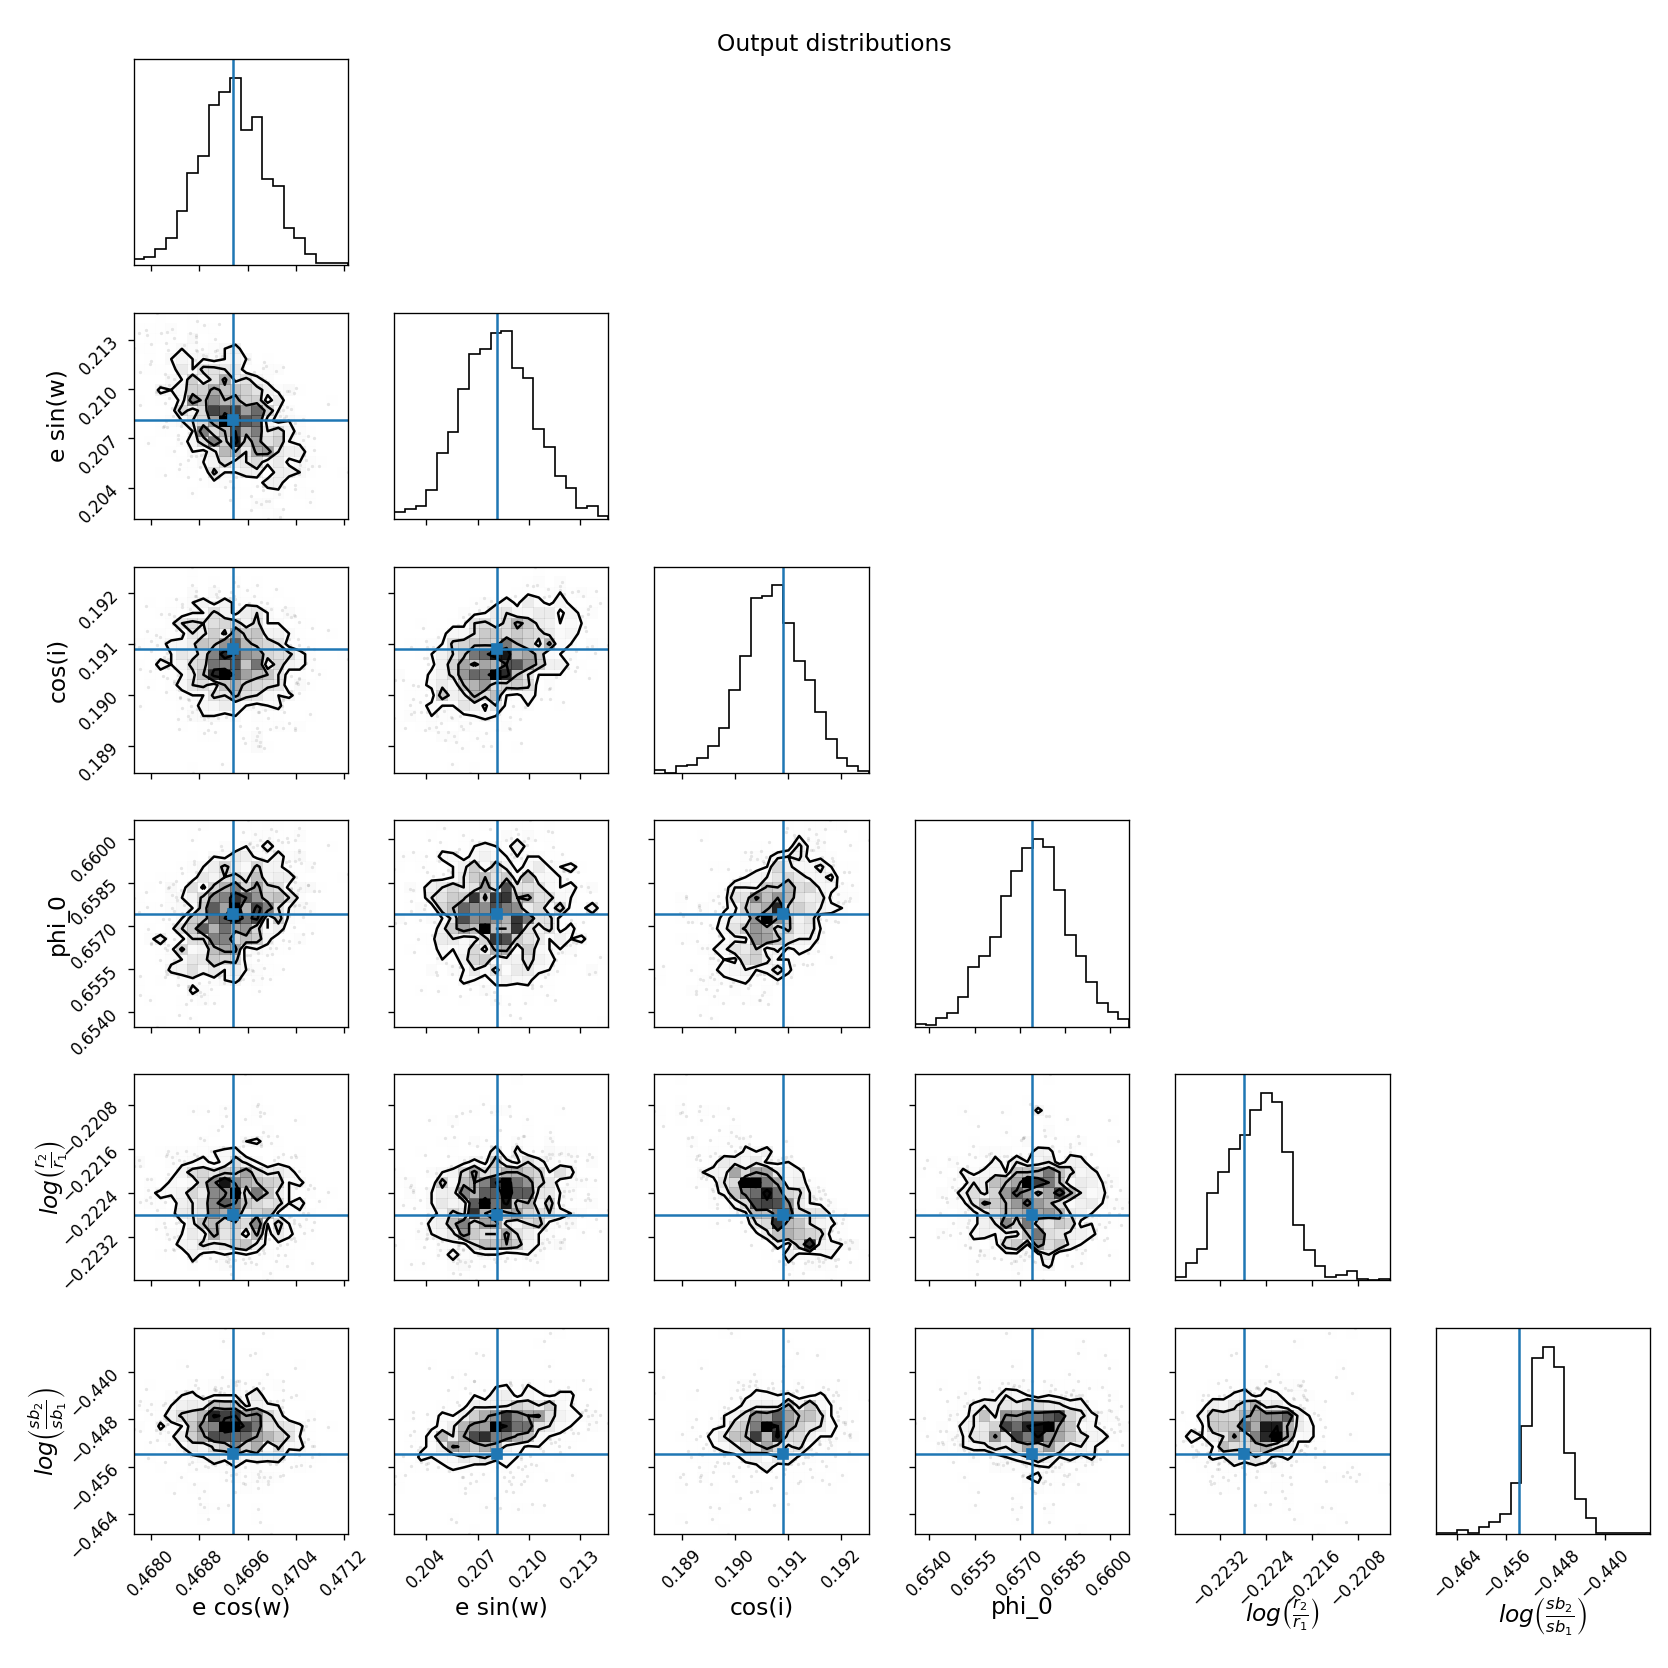 Output distributions
e sin(w)
0.213
0.210
0.207
0.204
cos(i)
0.192
0.191
0.190
0.189
phi_0
0.6600
0.6585
0.6570
0.6555
0.6540
log(r₂/r₁)
−0.2208
−0.2216
−0.2224
−0.2232
log(sb₂/sb₁)
−0.440
−0.448
−0.456
−0.464
0.4680 0.4688 0.4696 0.4704 0.4712
e cos(w)
0.204 0.207 0.210 0.213
e sin(w)
0.189 0.190 0.191 0.192
cos(i)
0.6540 0.6555 0.6570 0.6585 0.6600
phi_0
−0.2232 −0.2224 −0.2216 −0.2208
log(r₂/r₁)
−0.464 −0.456 −0.448 −0.440
log(sb₂/sb₁)